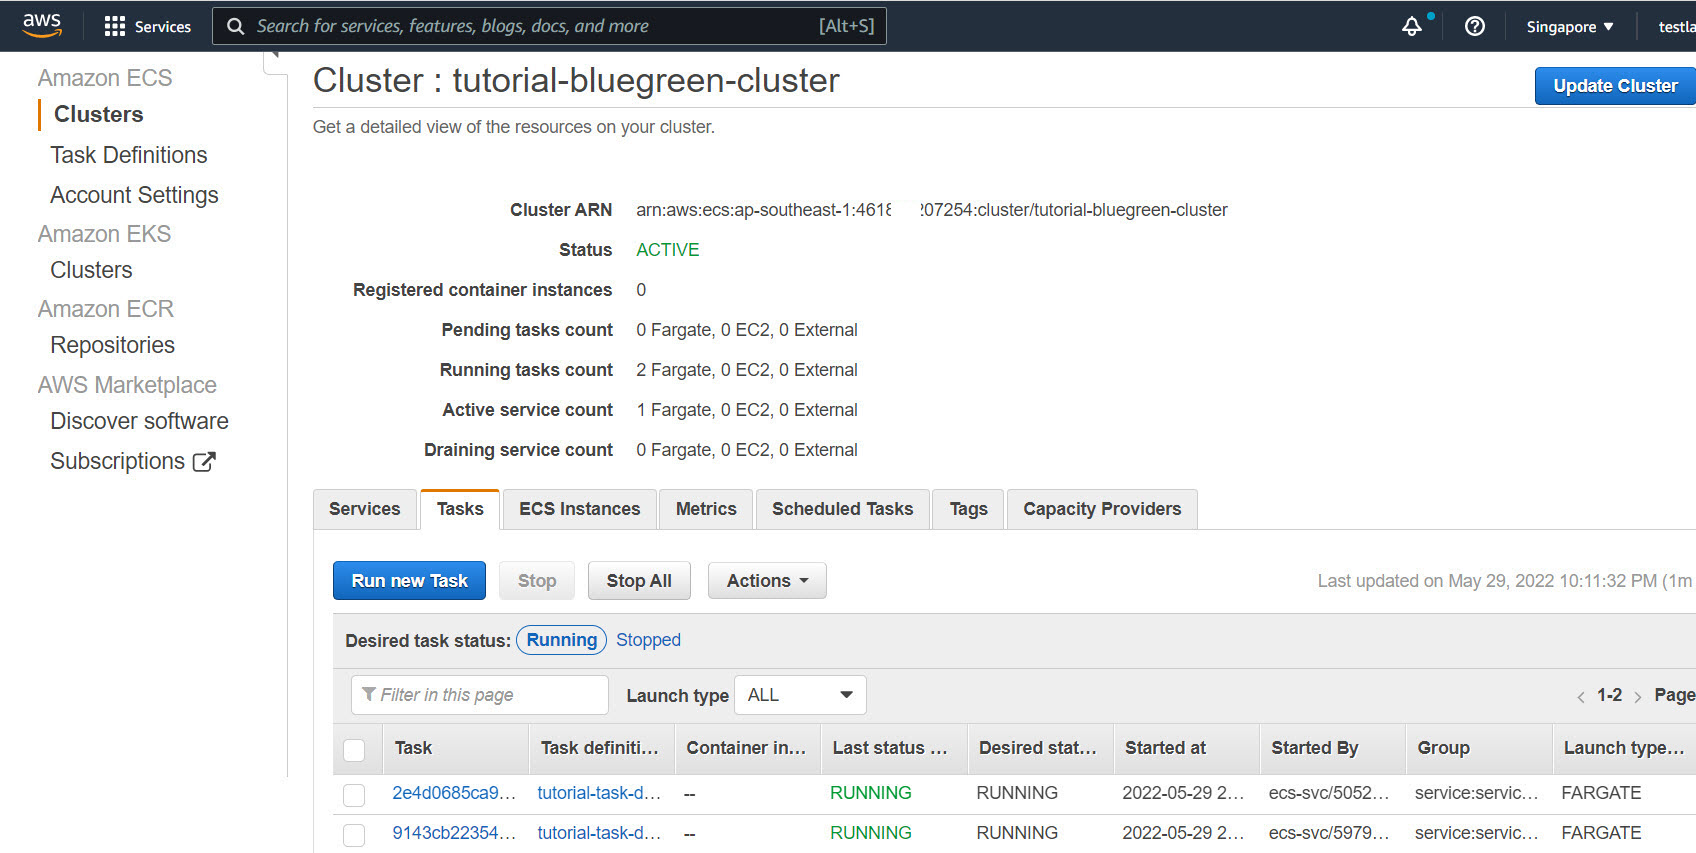 aws Services Search for services, features, blogs, docs, and more [Alt+S] Singapore testla
Amazon ECS
Clusters
Task Definitions
Account Settings
Amazon EKS
Clusters
Amazon ECR
Repositories
AWS Marketplace
Discover software
Subscriptions
Cluster : tutorial-bluegreen-cluster
Update Cluster
Get a detailed view of the resources on your cluster.
Cluster ARN arn:aws:ecs:ap-southeast-1:4618 207254:cluster/tutorial-bluegreen-cluster
Status ACTIVE
Registered container instances 0
Pending tasks count 0 Fargate, 0 EC2, 0 External
Running tasks count 2 Fargate, 0 EC2, 0 External
Active service count 1 Fargate, 0 EC2, 0 External
Draining service count 0 Fargate, 0 EC2, 0 External
Services Tasks ECS Instances Metrics Scheduled Tasks Tags Capacity Providers
Run new Task Stop Stop All Actions Last updated on May 29, 2022 10:11:32 PM (1m
Desired task status: Running Stopped
Filter in this page Launch type ALL < 1-2 > Page
Task Task definiti... Container in... Last status ... Desired stat... Started at Started By Group Launch type...
2e4d0685ca9... tutorial-task-d... -- RUNNING RUNNING 2022-05-29 2... ecs-svc/5052... service:servic... FARGATE
9143cb22354... tutorial-task-d... -- RUNNING RUNNING 2022-05-29 2... ecs-svc/5979... service:servic... FARGATE